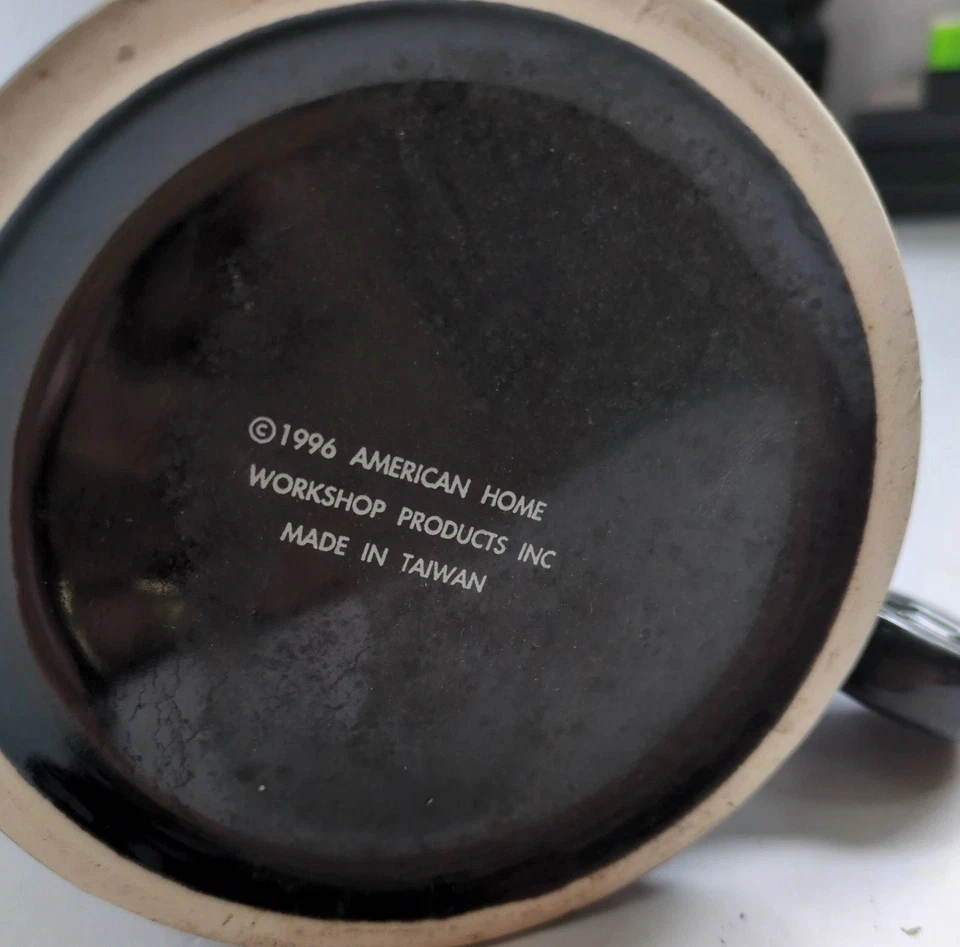 ©1996 AMERICAN HOME
WORKSHOP PRODUCTS INC
MADE IN TAIWAN